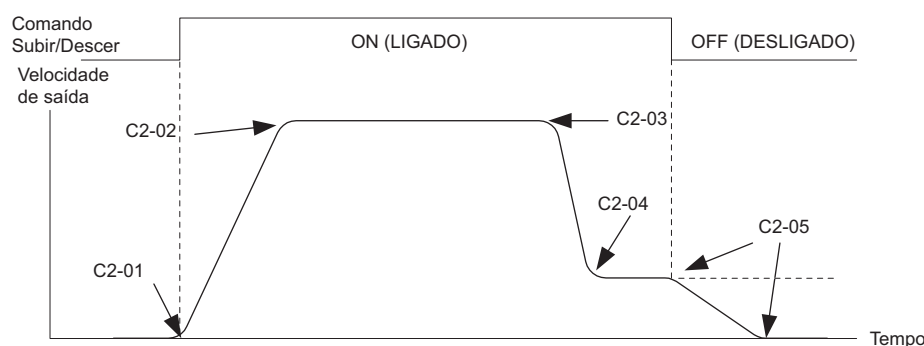 Comando
Subir/Descer
ON (LIGADO)
OFF (DESLIGADO)
Velocidade
de saída
C2-02
C2-03
C2-04
C2-05
C2-01
Tempo